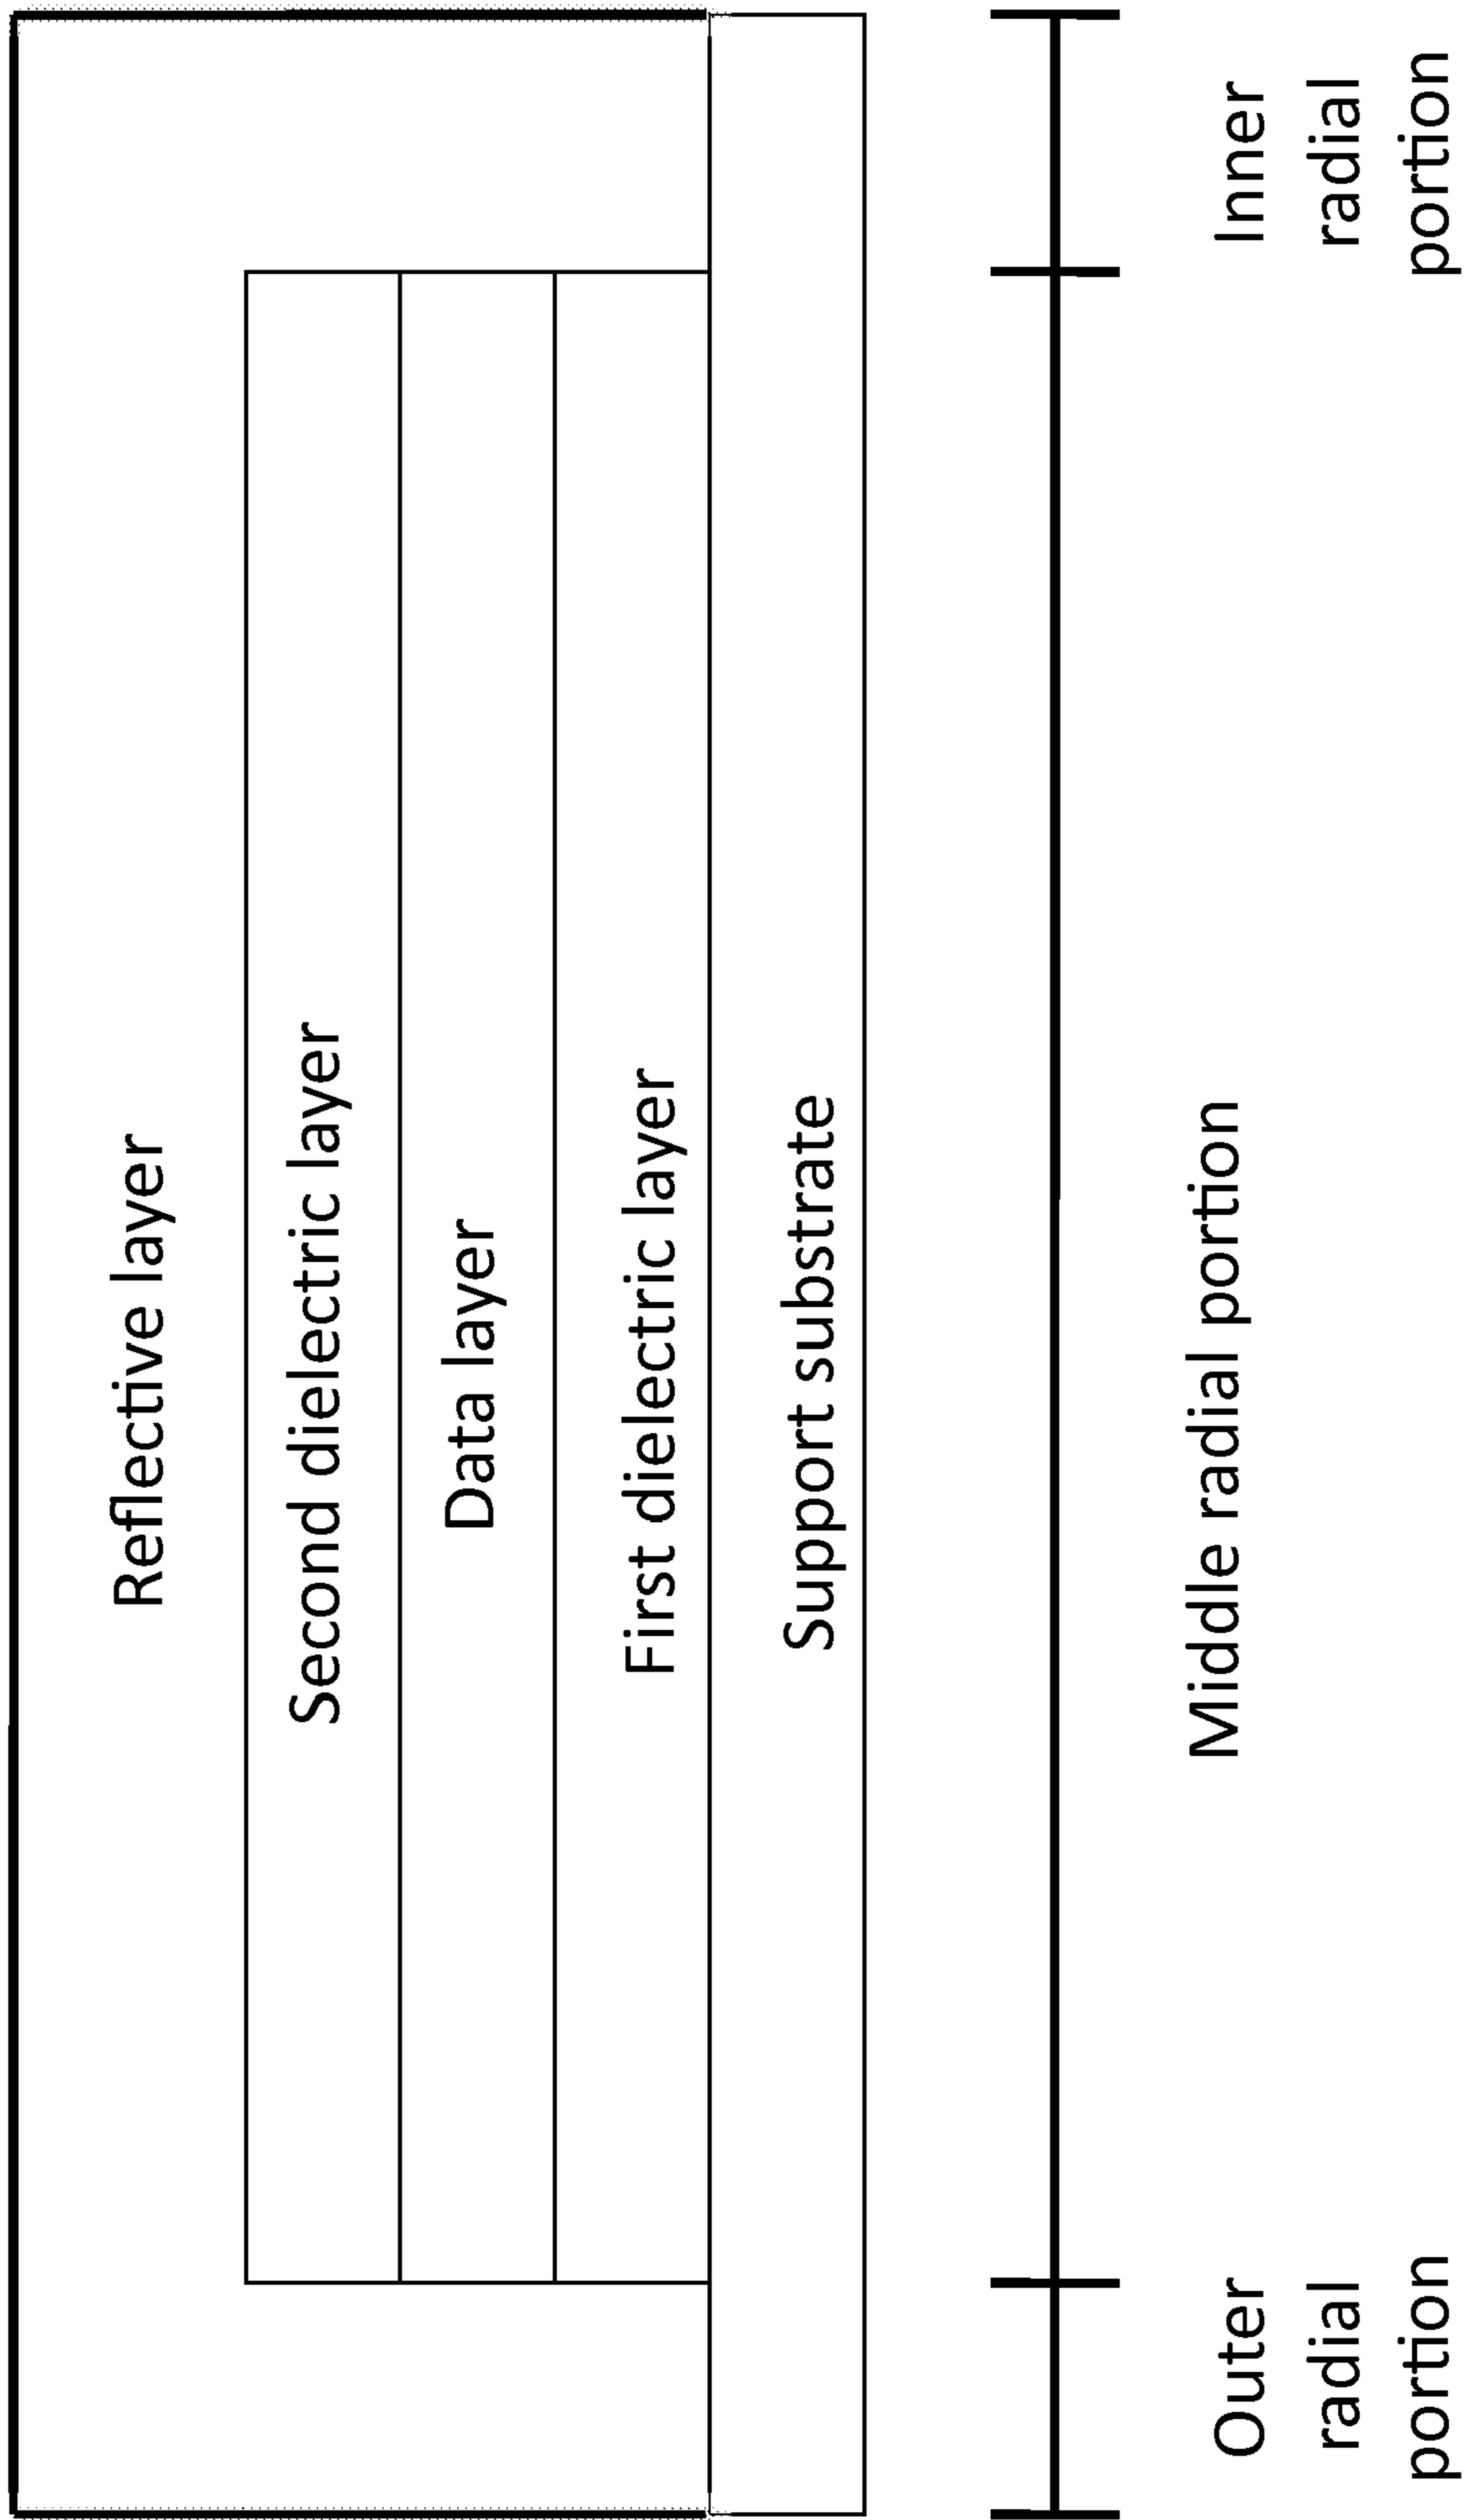 Reflective layer
Second dielectric layer
Data layer
First dielectric layer
Support substrate
Outer
radial
portion
Middle radial portion
Inner
radial
portion